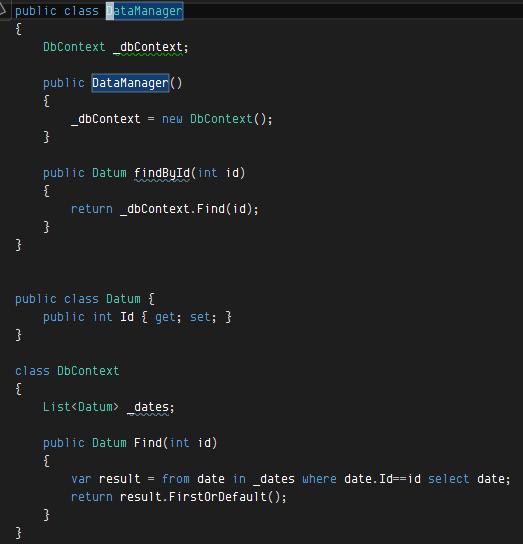 public class DataManager
{
DbContext _dbContext;
public DataManager()
{
_dbContext = new DbContext();
}
public Datum findById(int id)
{
return _dbContext.Find(id);
}
}
public class Datum {
public int Id { get; set; }
}
class DbContext
{
List<Datum> _dates;
public Datum Find(int id)
{
var result = from date in _dates where date.Id==id select date;
return result.FirstOrDefault();
}
}